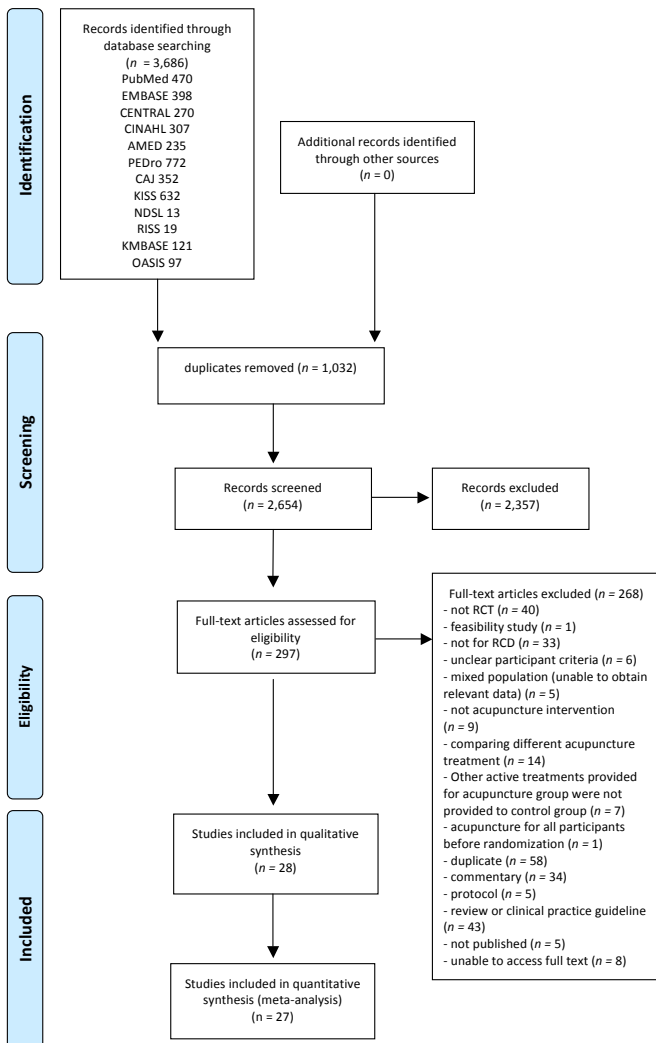 Identification
Records identified through
database searching
(n = 3,686)
PubMed 470
EMBASE 398
CENTRAL 270
CINAHL 307
AMED 235
PEDro 772
CAJ 352
KISS 632
NDSL 13
RISS 19
KMBASE 121
OASIS 97
Additional records identified
through other sources
(n = 0)
Screening
duplicates removed (n = 1,032)
Records screened
(n = 2,654)
Records excluded
(n = 2,357)
Eligibility
Full-text articles assessed for
eligibility
(n = 297)
Full-text articles excluded (n = 268)
- not RCT (n = 40)
- feasibility study (n = 1)
- not for RCD (n = 33)
- unclear participant criteria (n = 6)
- mixed population (unable to obtain
relevant data) (n = 5)
- not acupuncture intervention
(n = 9)
- comparing different acupuncture
treatment (n = 14)
- Other active treatments provided
for acupuncture group were not
provided to control group (n = 7)
- acupuncture for all participants
before randomization (n = 1)
- duplicate (n = 58)
- commentary (n = 34)
- protocol (n = 5)
- review or clinical practice guideline
(n = 43)
- not published (n = 5)
- unable to access full text (n = 8)
Included
Studies included in qualitative
synthesis
(n = 28)
Studies included in quantitative
synthesis (meta-analysis)
(n = 27)